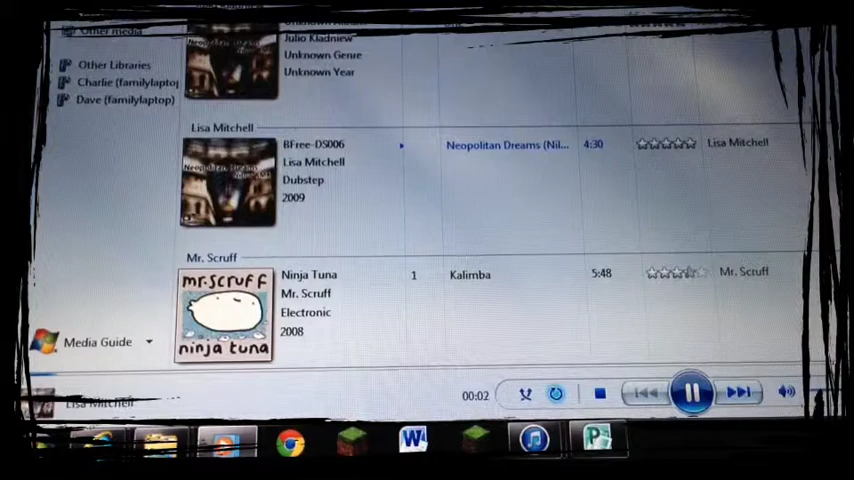 Other media
Julio Kladniew
Unknown Genre
Unknown Year
Other Libraries
Charlie (familylaptop)
Dave (familylaptop)
Lisa Mitchell
BFree-DS006
Neopolitan Dreams (Nil...
4:30
Lisa Mitchell
Lisa Mitchell
Dubstep
2009
Mr. Scruff
Ninja Tuna
1
Kalimba
5:48
Mr. Scruff
mr.scruff
Mr. Scruff
Electronic
2008
ninja tuna
Media Guide
00:02
Lisa Mitchell
W
P